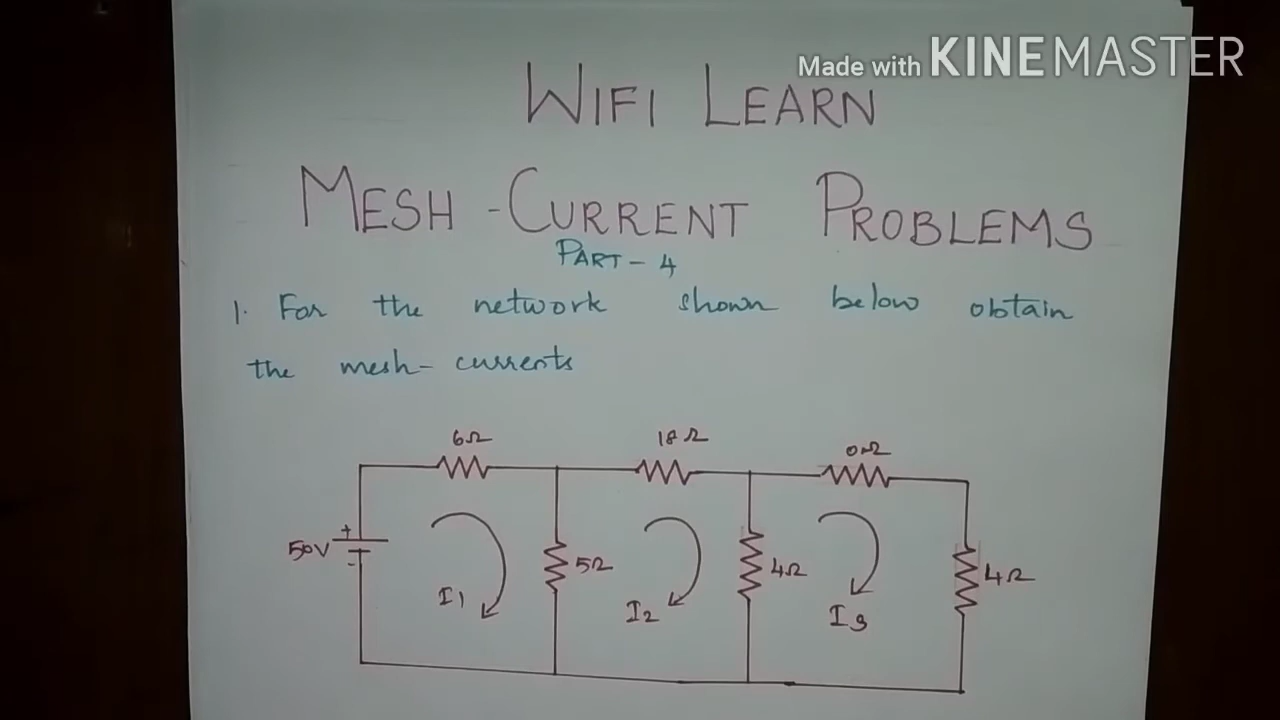 Made with KINEMASTER
WIFI LEARN
MESH-CURRENT PROBLEMS
PART-4
1. For the network shown below obtain
the mesh-currents
6Ω
18Ω
0Ω
+
50V
-
5Ω
4Ω
4Ω
I1
I2
I3